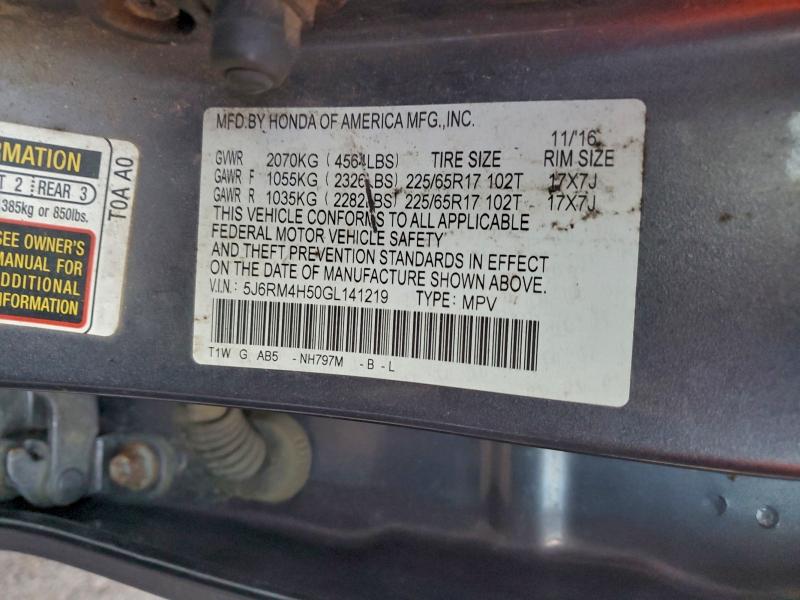 RMATION
T 2 REAR 3
385kg or 850lbs.
SEE OWNER'S
MANUAL FOR
ADDITIONAL
INFORMATION
T0A A0
MFD.BY HONDA OF AMERICA MFG.,INC.
11/16
GVWR 2070KG (4564LBS) TIRE SIZE RIM SIZE
GAWR F 1055KG (2326LBS) 225/65R17 102T 17X7J
GAWR R 1035KG (2282LBS) 225/65R17 102T 17X7J
THIS VEHICLE CONFORMS TO ALL APPLICABLE
FEDERAL MOTOR VEHICLE SAFETY
AND THEFT PREVENTION STANDARDS IN EFFECT
ON THE DATE OF MANUFACTURE SHOWN ABOVE.
V.I.N.: 5J6RM4H50GL141219 TYPE: MPV
T1W G AB5 -NH797M -B -L